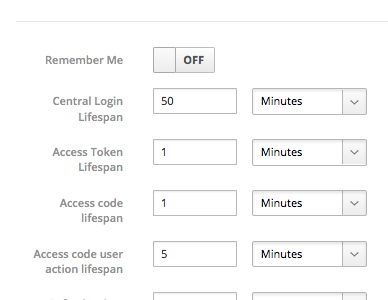 Remember Me OFF
Central Login 50 Minutes
Lifespan
Access Token 1 Minutes
Lifespan
Access code 1 Minutes
lifespan
Access code user 5 Minutes
action lifespan